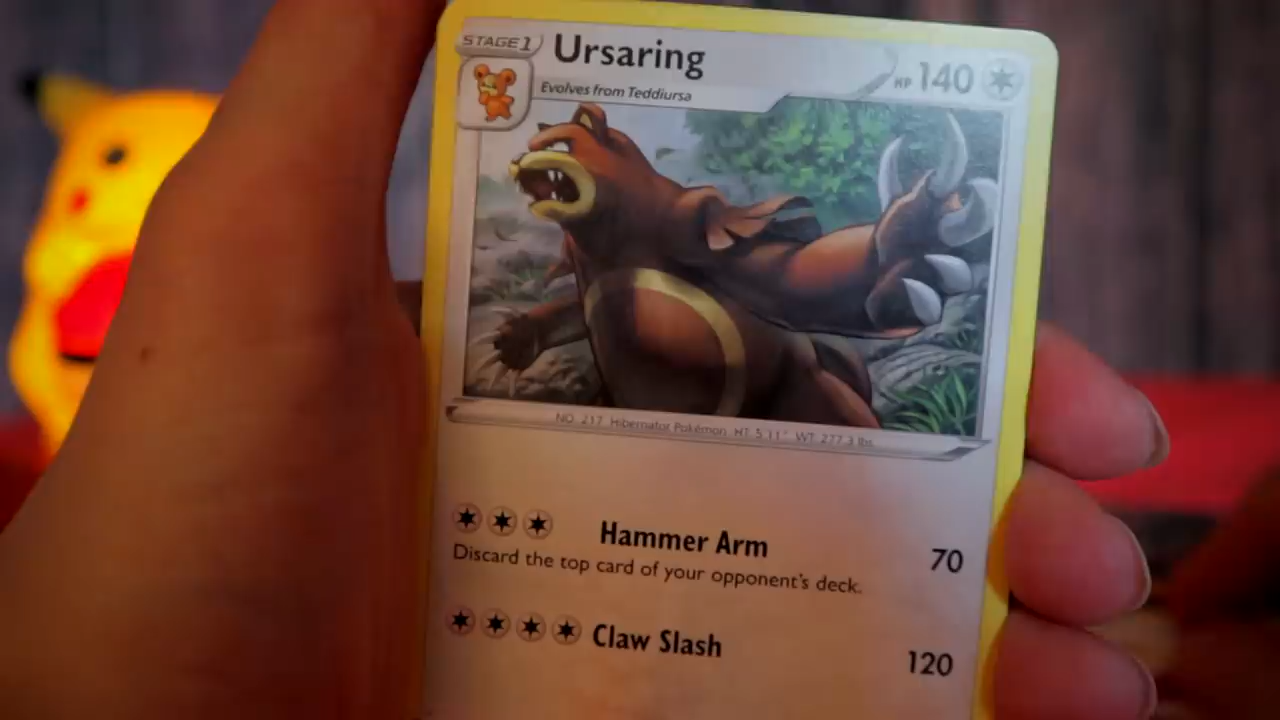 STAGE 1 Ursaring HP 140
Evolves from Teddiursa
NO. 217 Hibernator Pokémon HT: 5'11" WT: 277.3 lbs.
Hammer Arm 70
Discard the top card of your opponent's deck.
Claw Slash 120